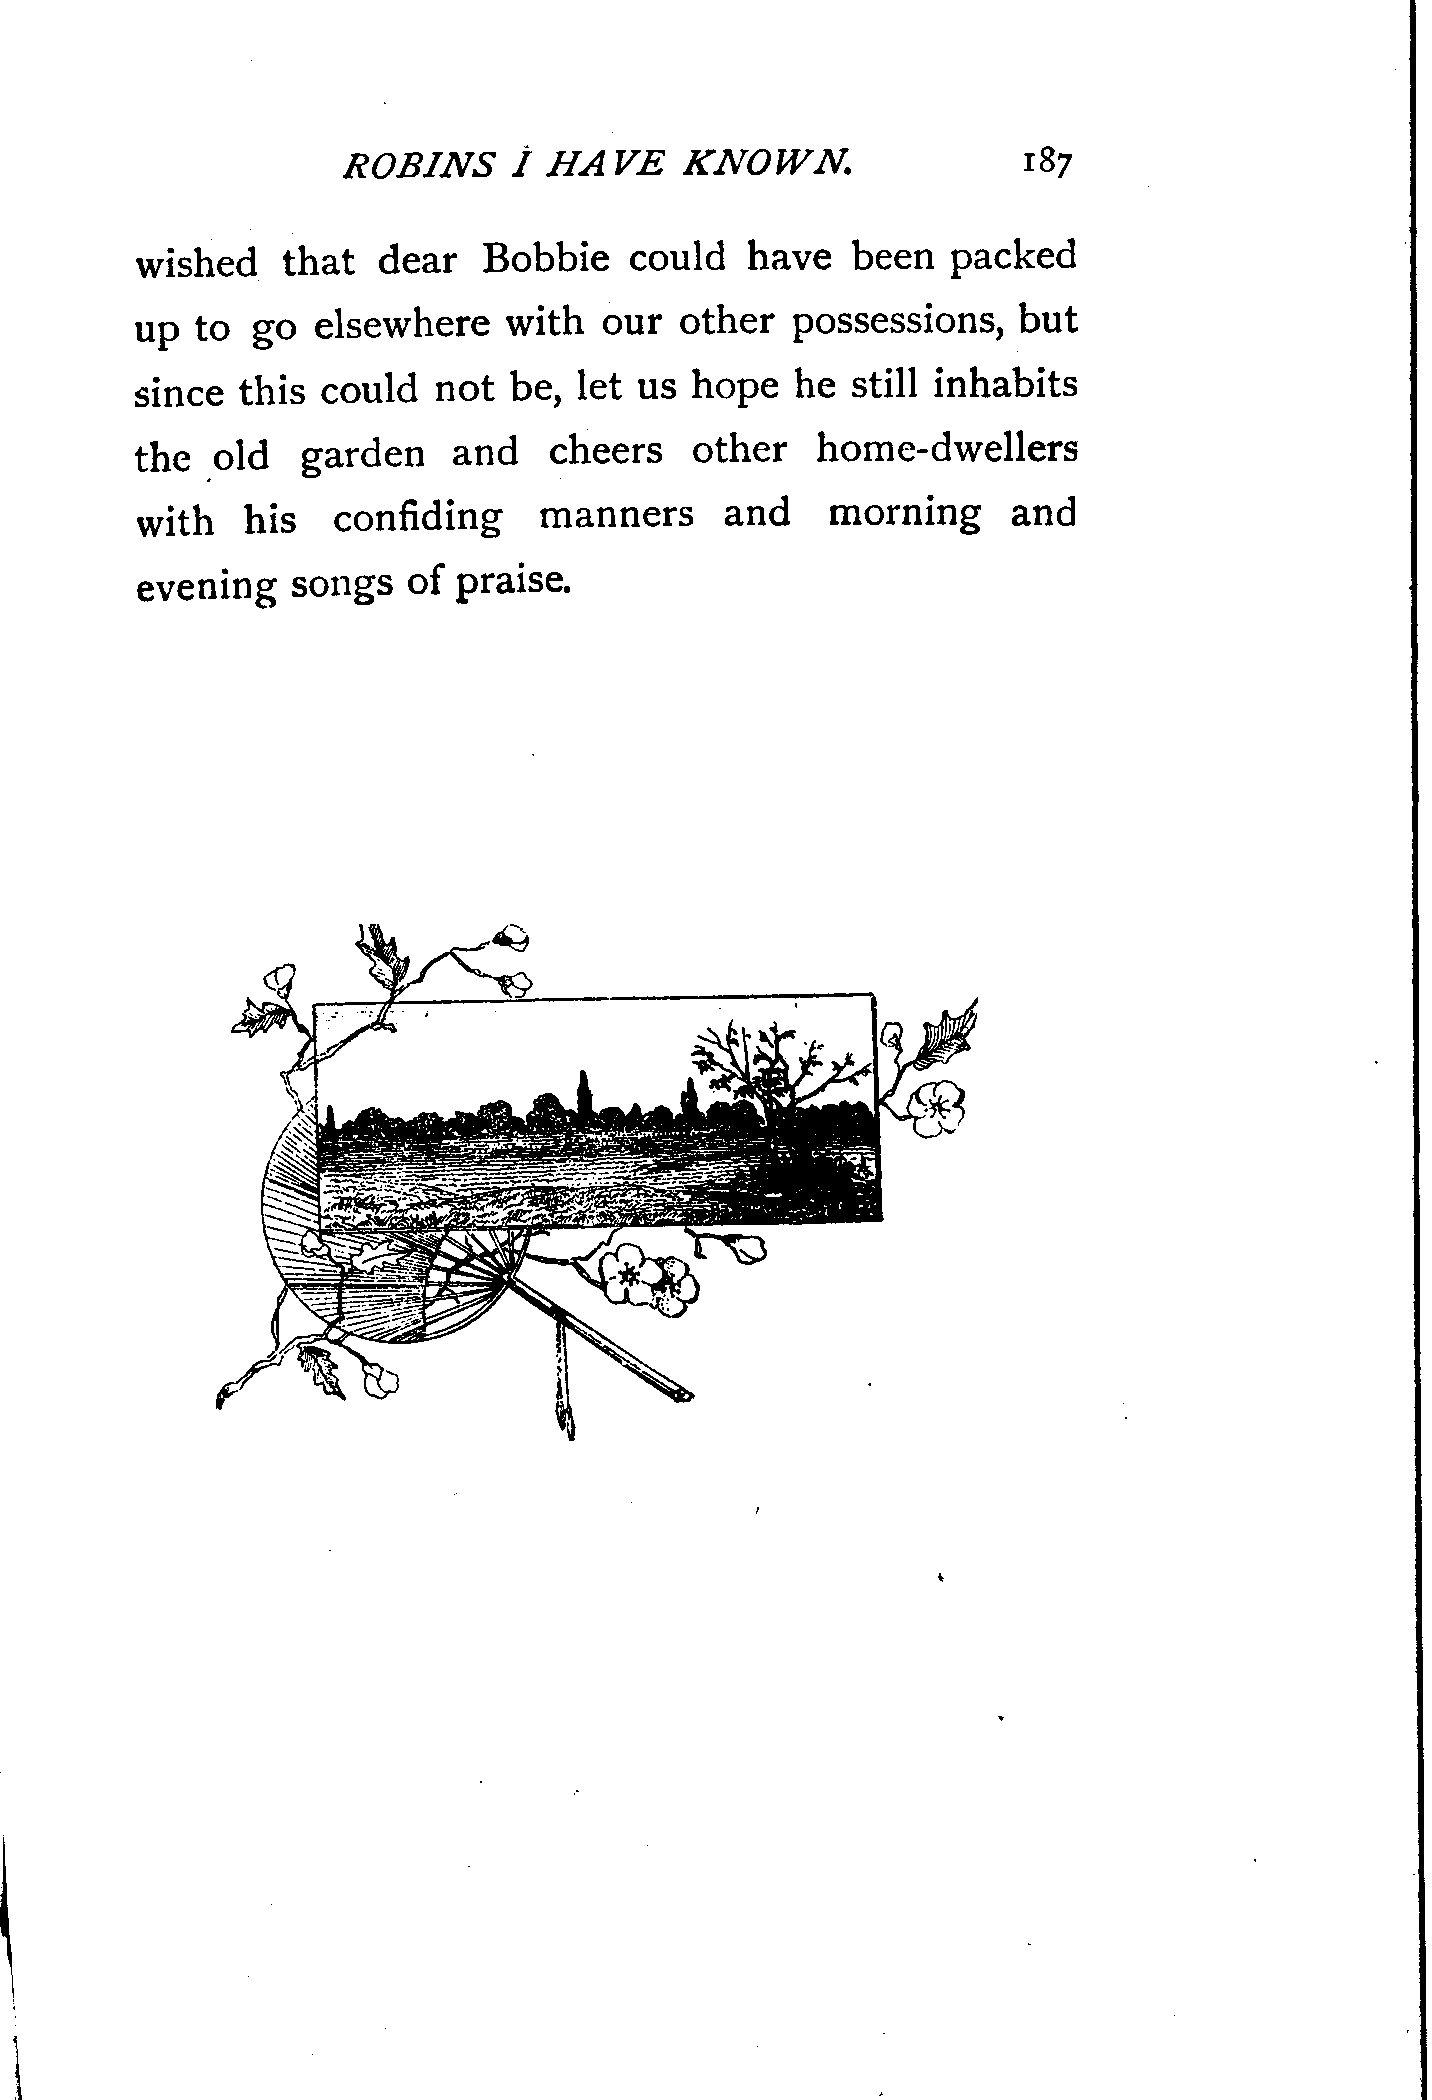 ROBINS I HAVE KNOWN. 187
wished that dear Bobbie could have been packed
up to go elsewhere with our other possessions, but
since this could not be, let us hope he still inhabits
the old garden and cheers other home-dwellers
with his confiding manners and morning and
evening songs of praise.